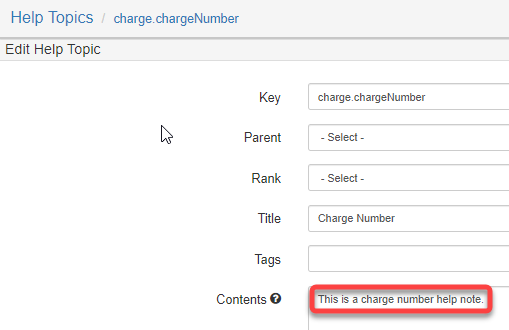 Help Topics / charge.chargeNumber
Edit Help Topic
Key charge.chargeNumber
Parent - Select -
Rank - Select -
Title Charge Number
Tags
Contents This is a charge number help note.